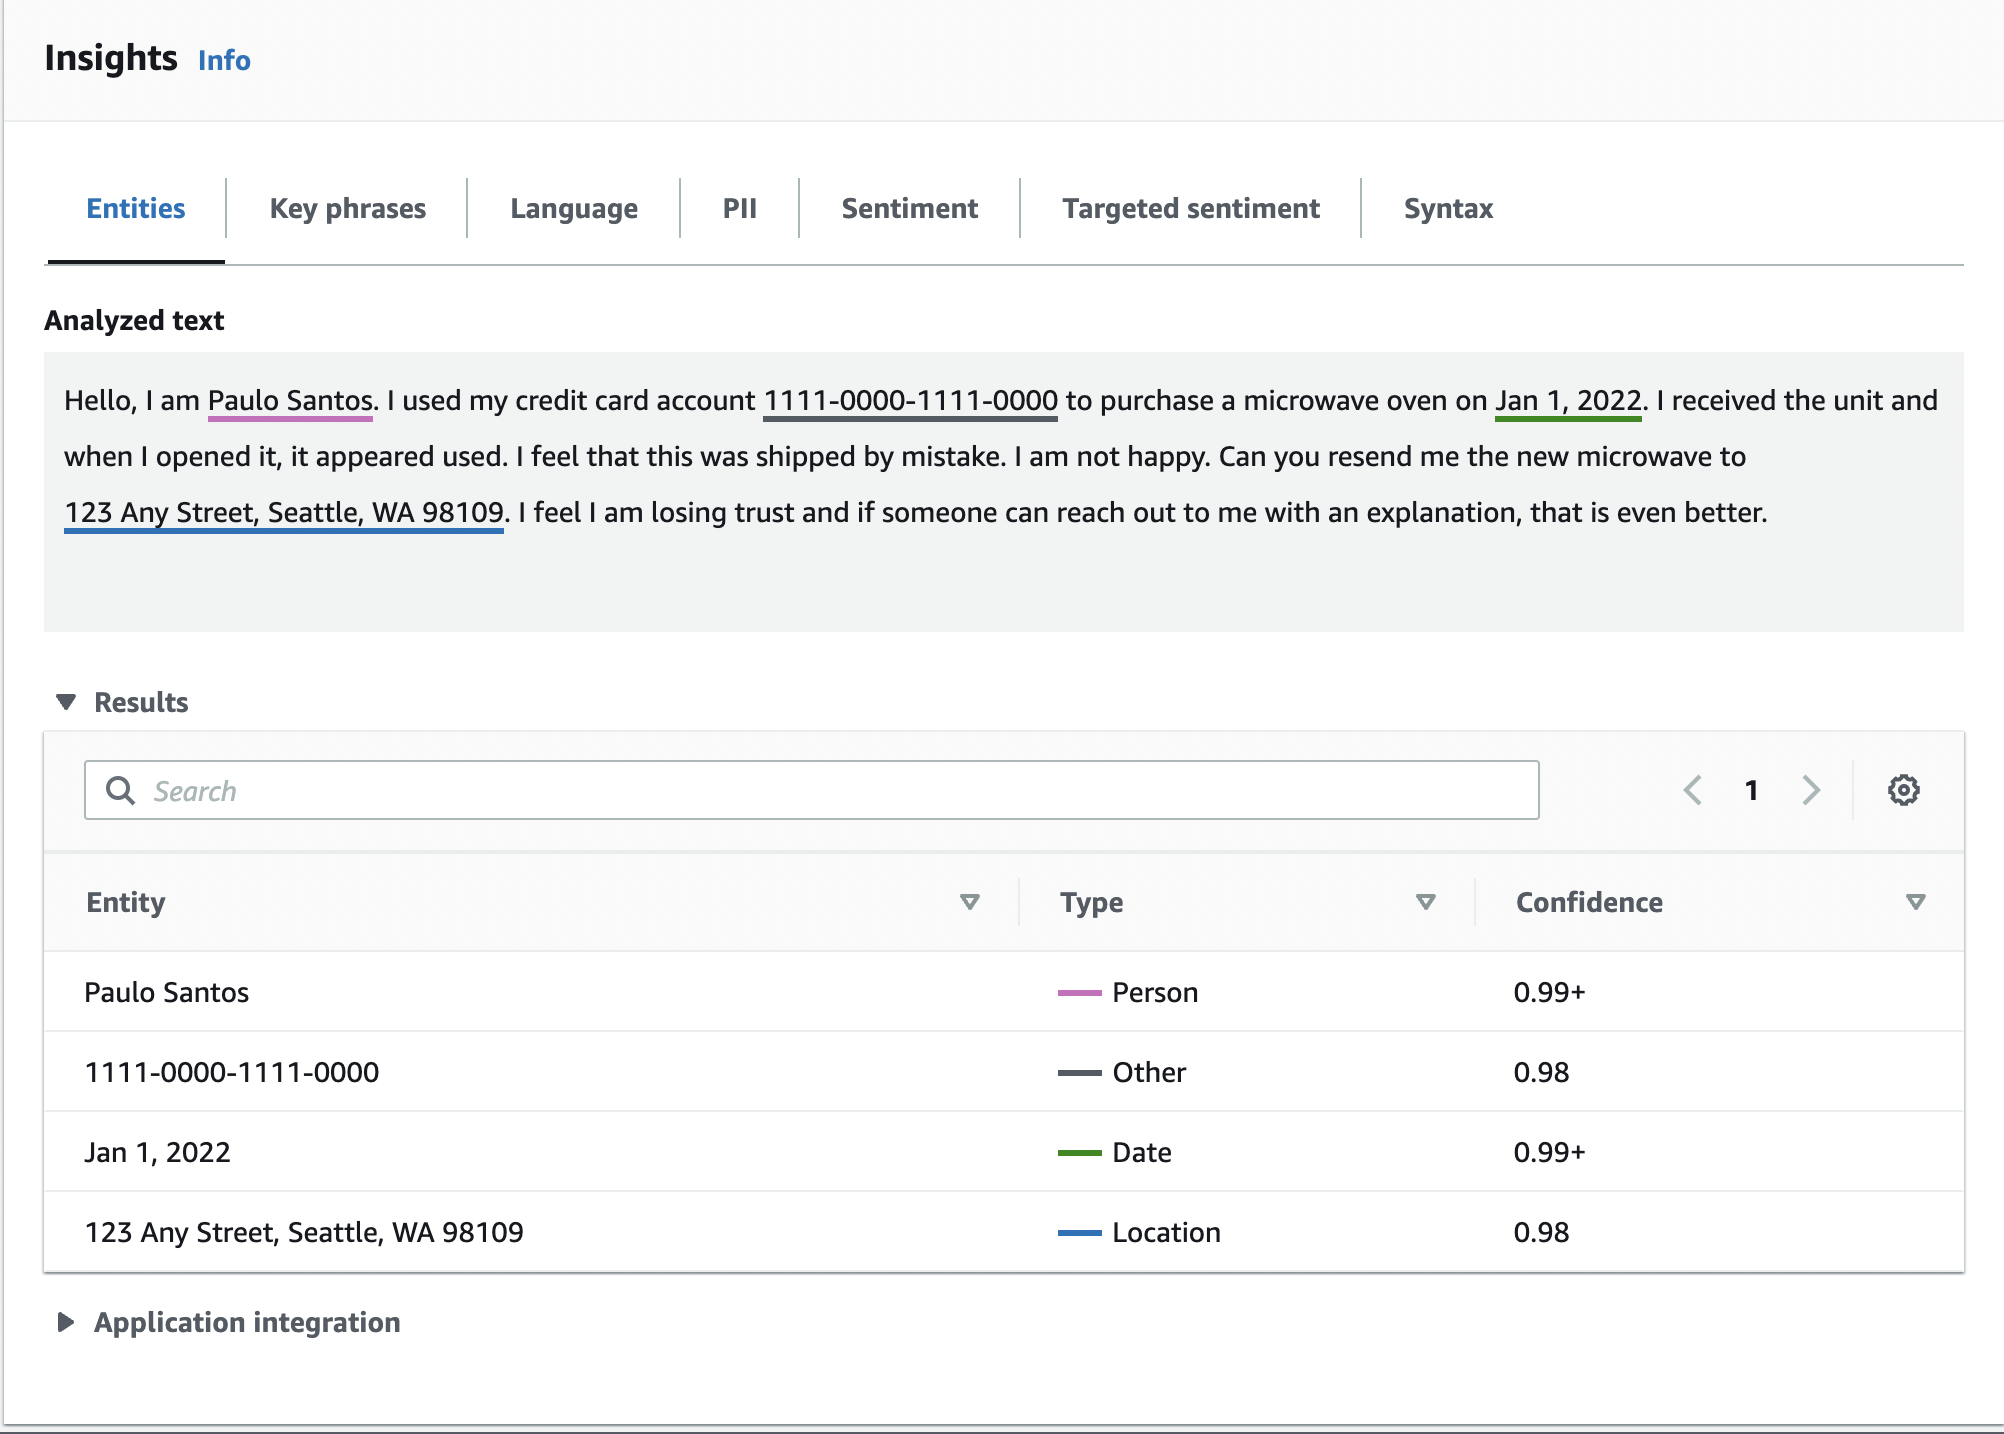 Insights Info
Entities Key phrases Language PII Sentiment Targeted sentiment Syntax
Analyzed text
Hello, I am Paulo Santos. I used my credit card account 1111-0000-1111-0000 to purchase a microwave oven on Jan 1, 2022. I received the unit and
when I opened it, it appeared used. I feel that this was shipped by mistake. I am not happy. Can you resend me the new microwave to
123 Any Street, Seattle, WA 98109. I feel I am losing trust and if someone can reach out to me with an explanation, that is even better.
Results
Search 1
Entity Type Confidence
Paulo Santos Person 0.99+
1111-0000-1111-0000 Other 0.98
Jan 1, 2022 Date 0.99+
123 Any Street, Seattle, WA 98109 Location 0.98
Application integration